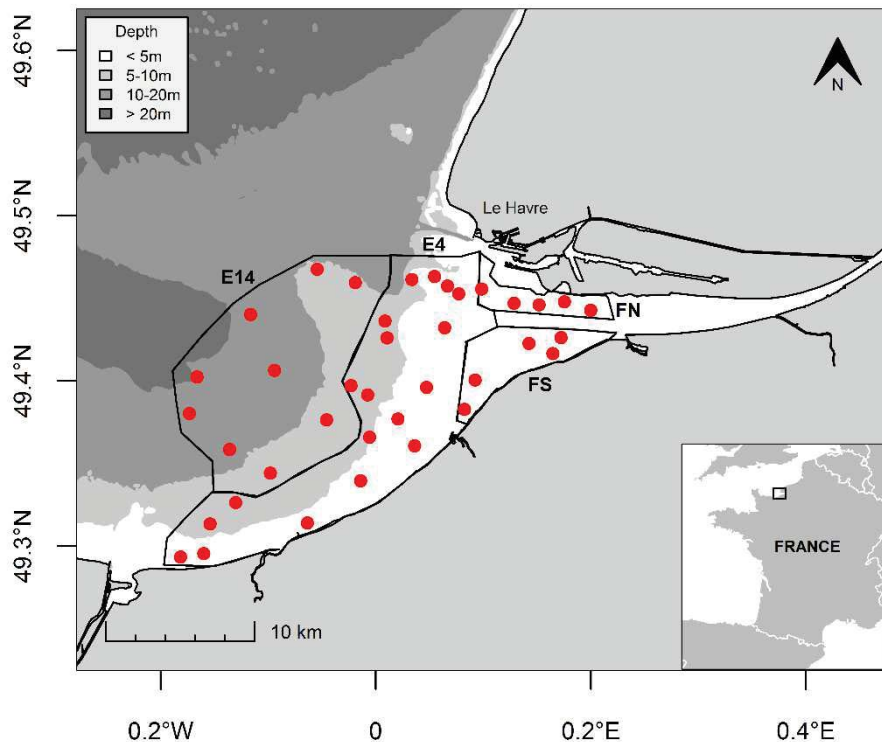 Depth
< 5m
5-10m
10-20m
> 20m
N
49.6°N
49.5°N
49.4°N
49.3°N
Le Havre
E4
E14
FN
FS
FRANCE
10 km
0.2°W
0
0.2°E
0.4°E